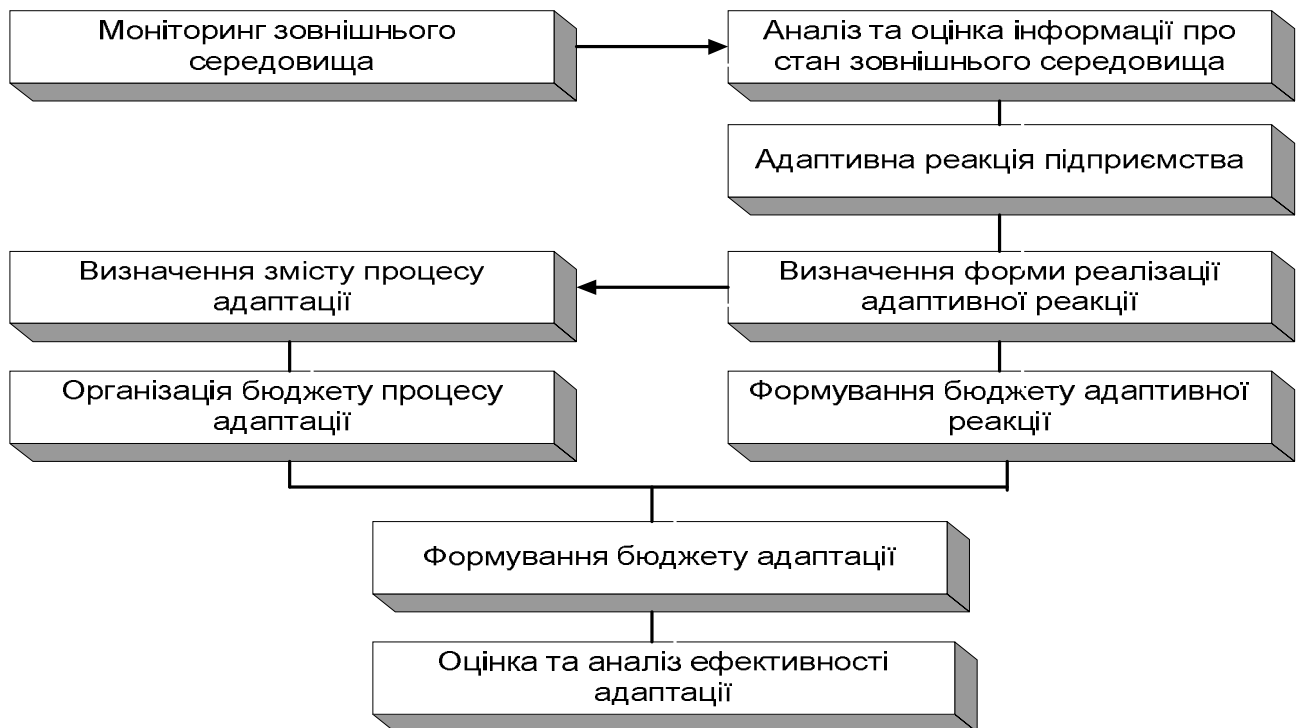 Моніторинг зовнішнього
середовища
Аналіз та оцінка інформації про
стан зовнішнього середовища
Адаптивна реакція підприємства
Визначення змісту процесу
адаптації
Визначення форми реалізації
адаптивної реакції
Організація бюджету процесу
адаптації
Формування бюджету адаптивної
реакції
Формування бюджету адаптації
Оцінка та аналіз ефективності
адаптації